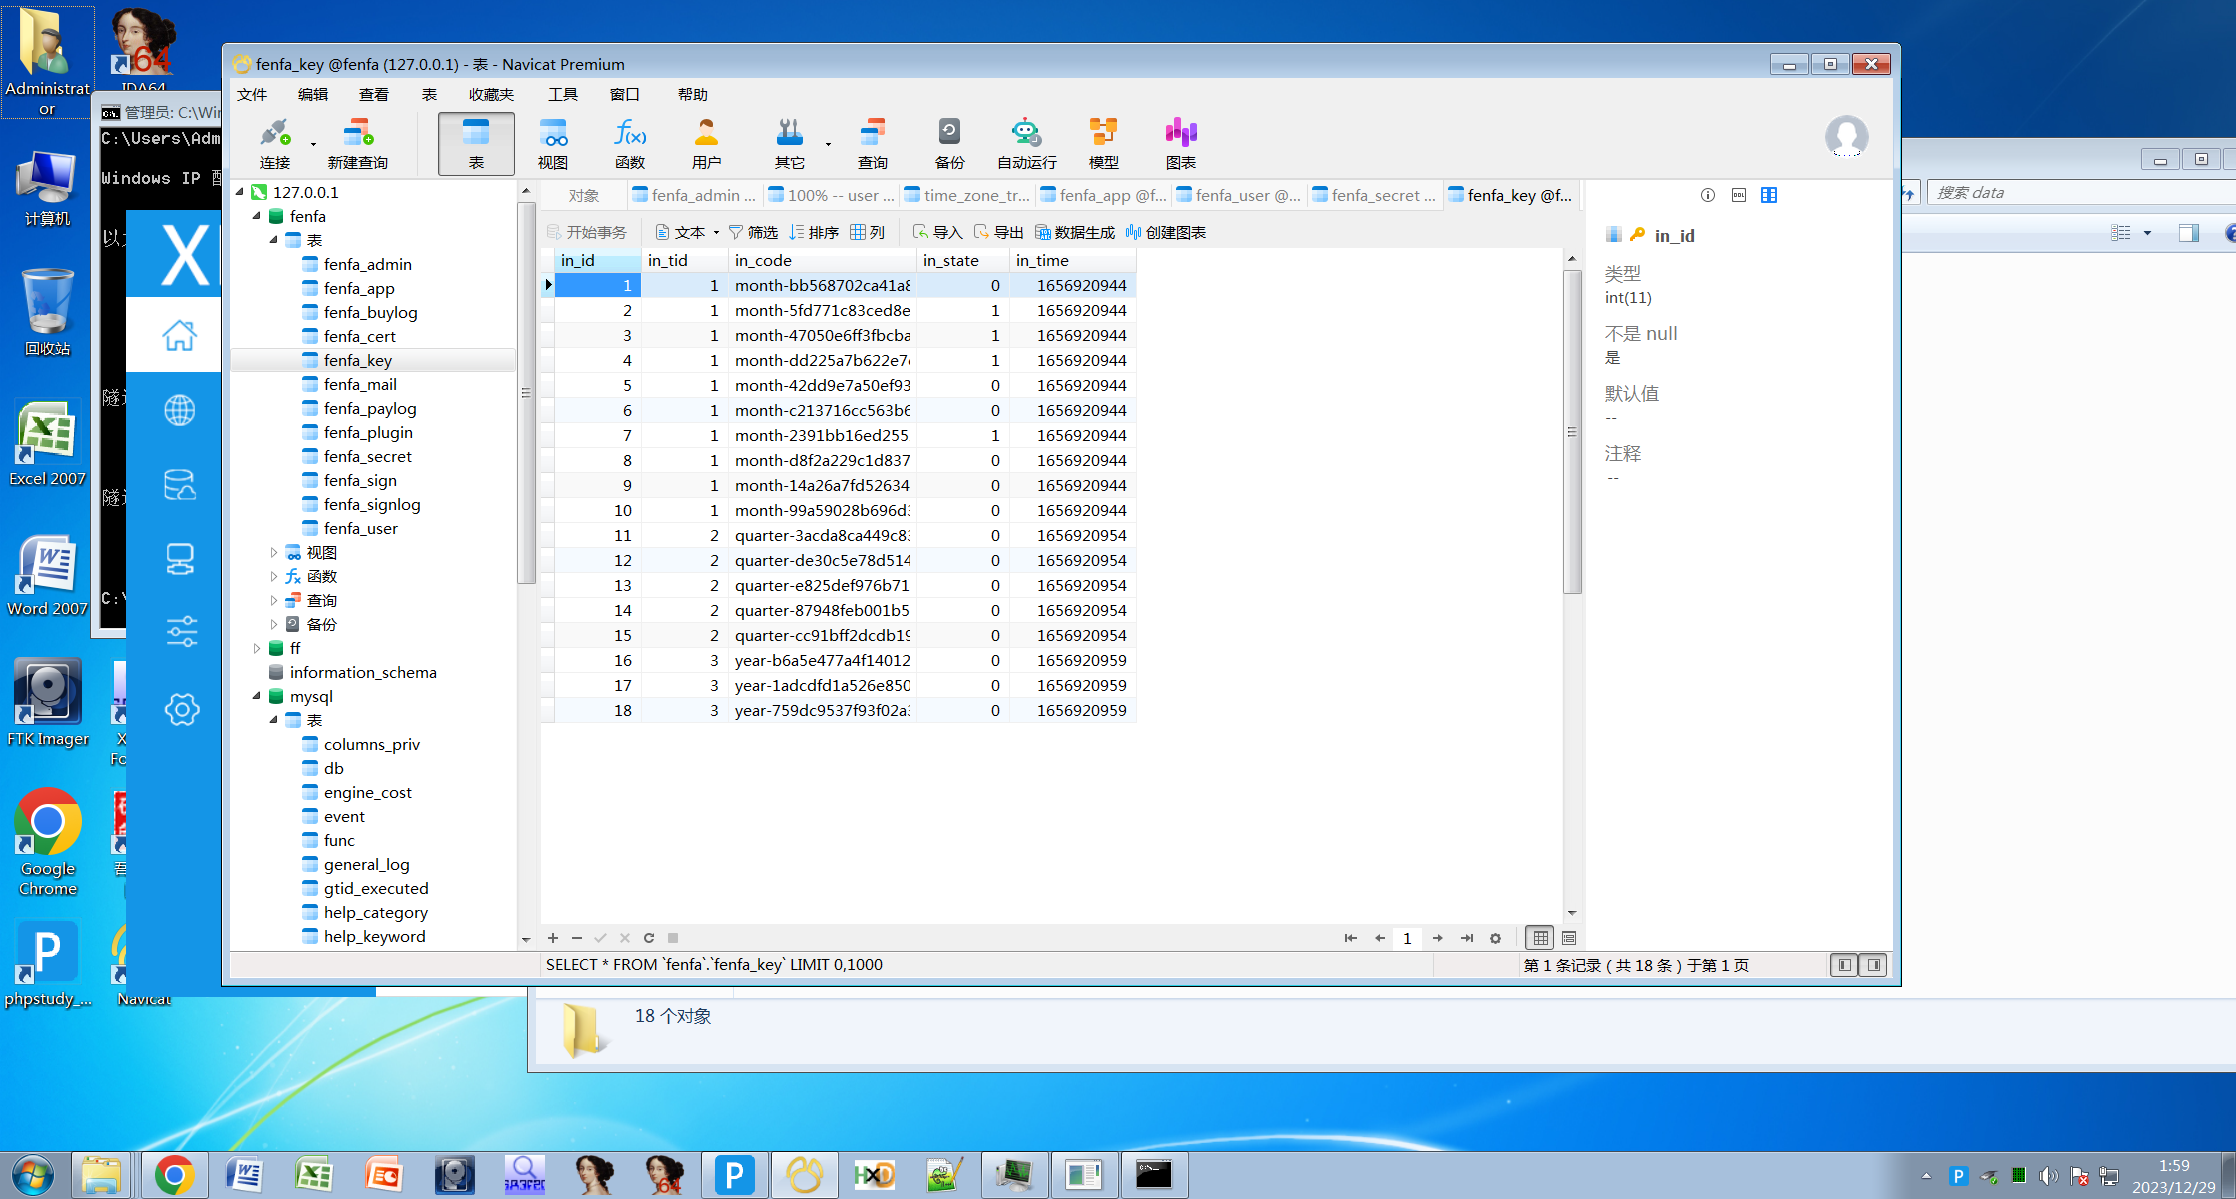 Administrat
or
IDA64
计算机
回收站
Excel 2007
Word 2007
FTK Imager
Google
Chrome
phpstudy_...
Navicat
管理员: C:\Wi
C:\Users\Adm
Windows IP 配
C:\
X
fenfa_key @fenfa (127.0.0.1) - 表 - Navicat Premium
文件 编辑 查看 表 收藏夹 工具 窗口 帮助
连接 新建查询 表 视图 函数 用户 其它 查询 备份 自动运行 模型 图表
127.0.0.1
fenfa
表
fenfa_admin
fenfa_app
fenfa_buylog
fenfa_cert
fenfa_key
fenfa_mail
fenfa_paylog
fenfa_plugin
fenfa_secret
fenfa_sign
fenfa_signlog
fenfa_user
视图
函数
查询
备份
ff
information_schema
mysql
表
columns_priv
db
engine_cost
event
func
general_log
gtid_executed
help_category
help_keyword
对象 fenfa_admin ... 100% -- user ... time_zone_tr... fenfa_app @f... fenfa_user @... fenfa_secret ... fenfa_key @f...
开始事务 文本 筛选 排序 列 导入 导出 数据生成 创建图表
in_id in_tid in_code in_state in_time
1 1 month-bb568702ca41a8 0 1656920944
2 1 month-5fd771c83ced8e 1 1656920944
3 1 month-47050e6ff3fbcba 1 1656920944
4 1 month-dd225a7b622e7 1 1656920944
5 1 month-42dd9e7a50ef93 0 1656920944
6 1 month-c213716cc563b6 0 1656920944
7 1 month-2391bb16ed255 1 1656920944
8 1 month-d8f2a229c1d837 0 1656920944
9 1 month-14a26a7fd52634 0 1656920944
10 1 month-99a59028b696d 0 1656920944
11 2 quarter-3acda8ca449c8 0 1656920954
12 2 quarter-de30c5e78d514 0 1656920954
13 2 quarter-e825def976b71 0 1656920954
14 2 quarter-87948feb001b5 0 1656920954
15 2 quarter-cc91bff2dcdb19 0 1656920954
16 3 year-b6a5e477a4f14012 0 1656920959
17 3 year-1adcdfd1a526e850 0 1656920959
18 3 year-759dc9537f93f02a 0 1656920959
1
SELECT * FROM `fenfa`.`fenfa_key` LIMIT 0,1000
第 1 条记录 ( 共 18 条 ) 于第 1 页
in_id
类型
int(11)
不是 null
是
默认值
--
注释
--
搜索 data
18 个对象
1:59
2023/12/29